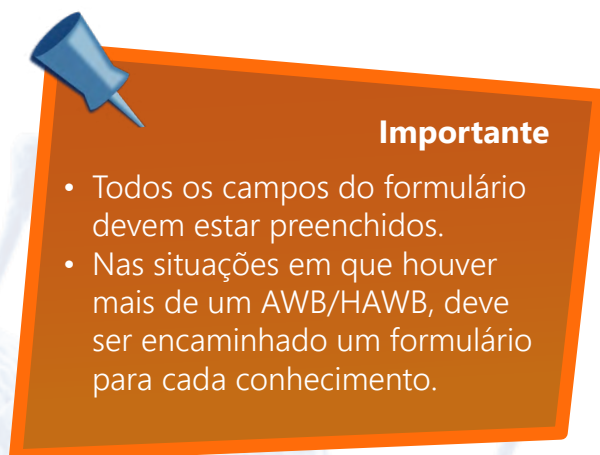 Importante
• Todos os campos do formulário
devem estar preenchidos.
• Nas situações em que houver
mais de um AWB/HAWB, deve
ser encaminhado um formulário
para cada conhecimento.